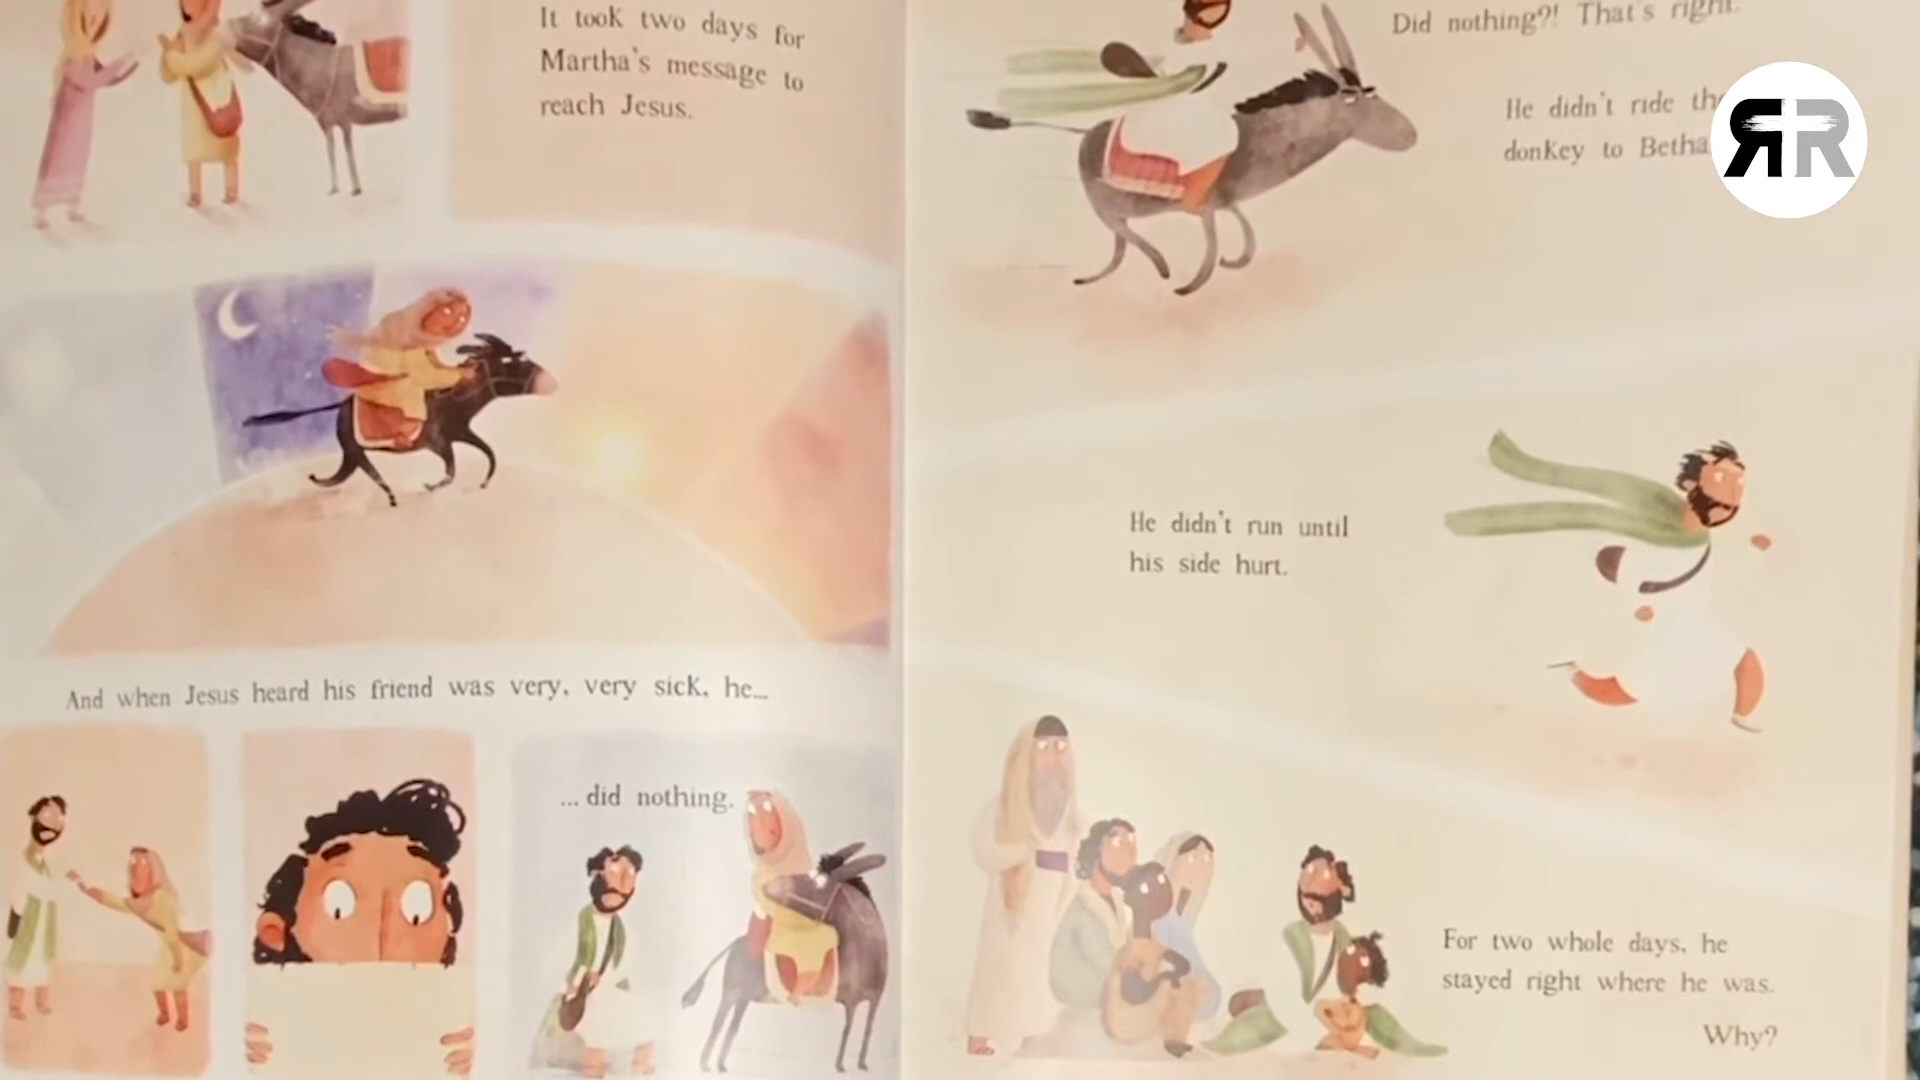 It took two days for
Martha's message to
reach Jesus.
And when Jesus heard his friend was very, very sick, he...
... did nothing.
Did nothing?! That's right.
He didn't ride the
donkey to
He didn't run until
his side hurt.
For two whole days, he
stayed right where he was.
Why?
RR